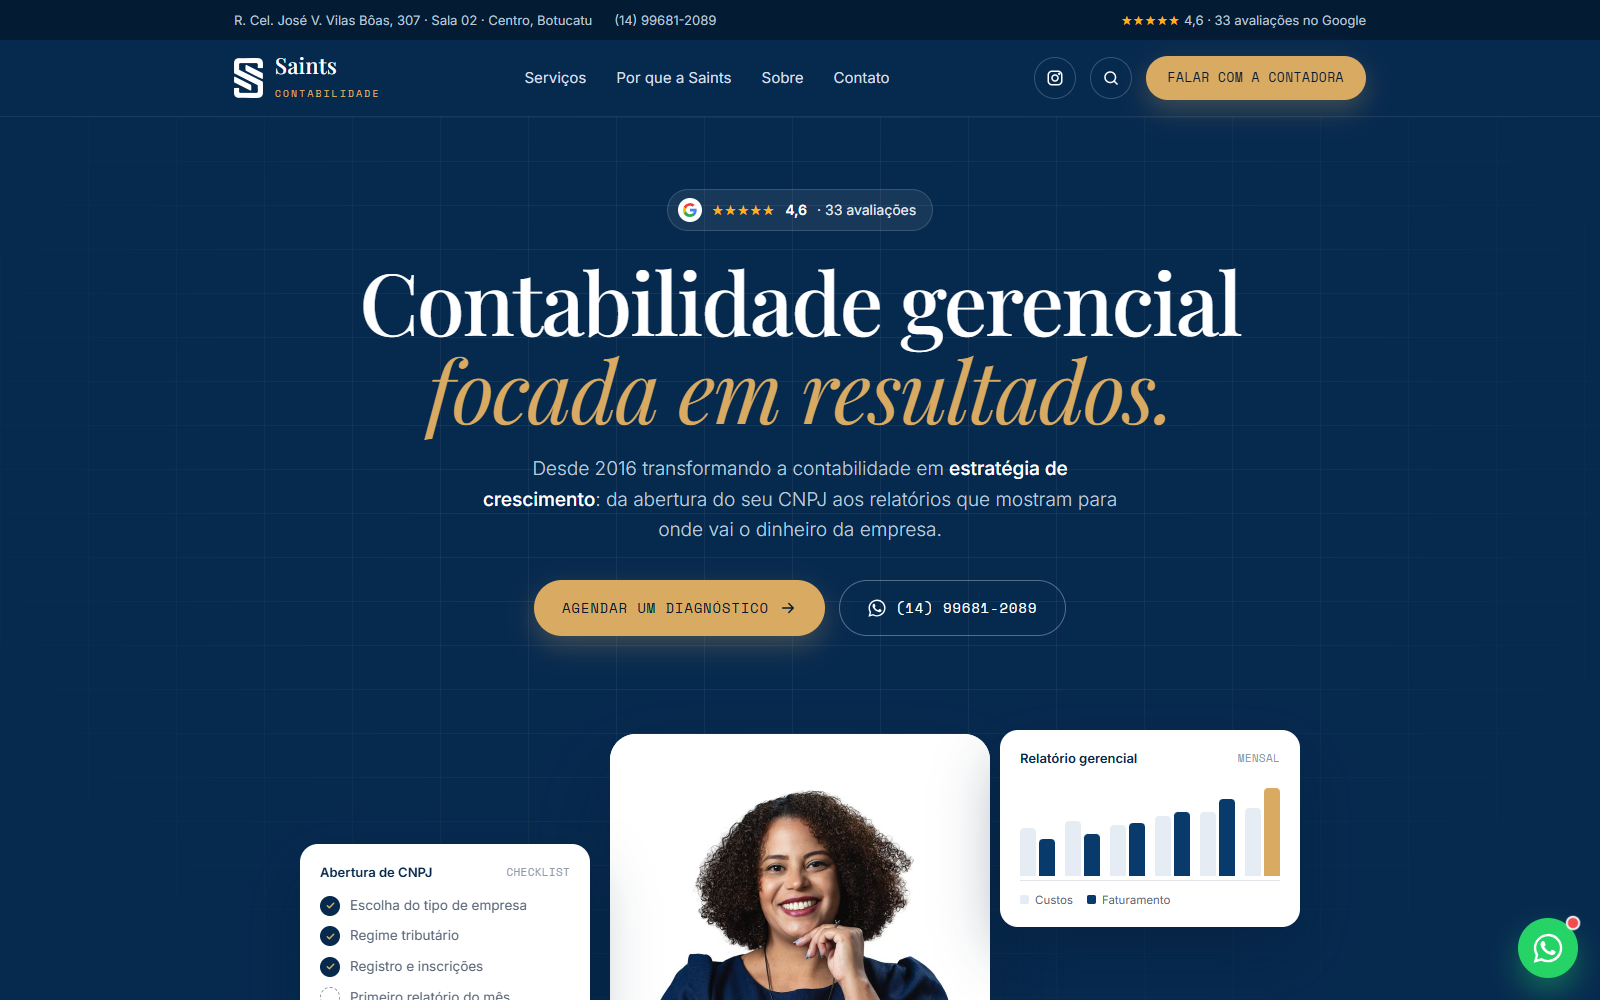 R. Cel. José V. Vilas Bôas, 307 · Sala 02 · Centro, Botucatu (14) 99681-2089
★★★★★ 4,6 · 33 avaliações no Google
Saints
CONTABILIDADE
Serviços Por que a Saints Sobre Contato
FALAR COM A CONTADORA
G ★★★★★ 4,6 · 33 avaliações
Contabilidade gerencial
focada em resultados.
Desde 2016 transformando a contabilidade em estratégia de
crescimento: da abertura do seu CNPJ aos relatórios que mostram para
onde vai o dinheiro da empresa.
AGENDAR UM DIAGNÓSTICO →
(14) 99681-2089
Relatório gerencial MENSAL
Custos Faturamento
Abertura de CNPJ CHECKLIST
Escolha do tipo de empresa
Regime tributário
Registro e inscrições
Primeiro relatório do mês